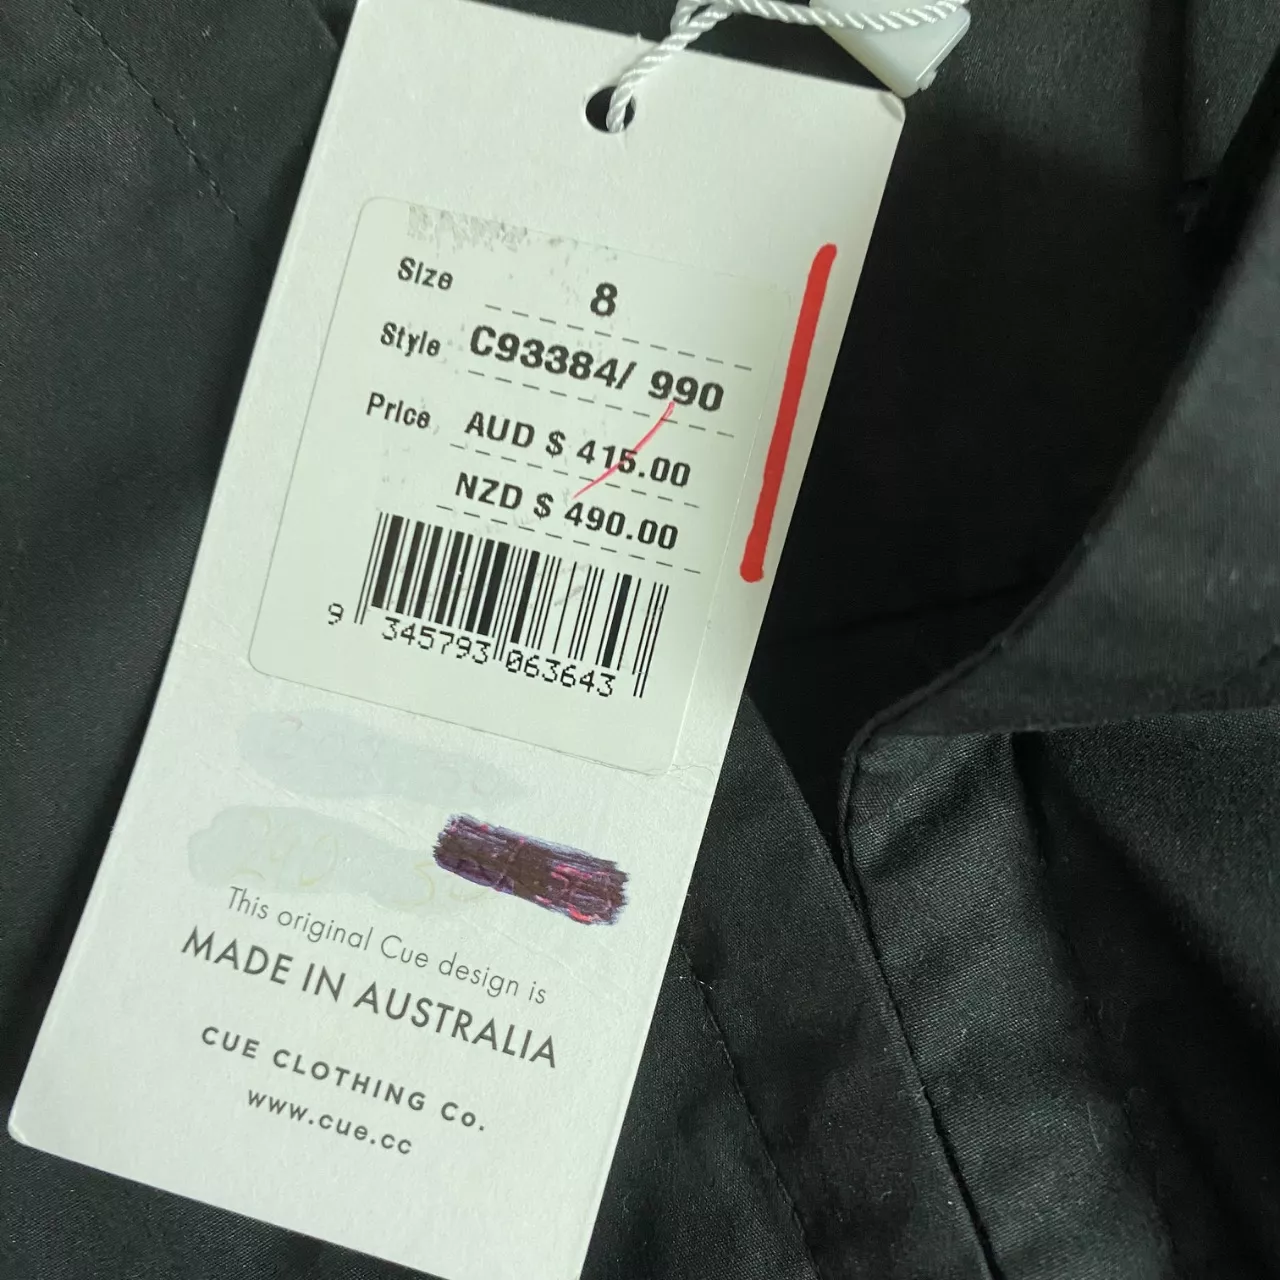 Size 8
Style C93384/ 990
Price AUD $ 415.00
NZD $ 490.00
9 345793 063643
This original Cue design is
MADE IN AUSTRALIA
CUE CLOTHING Co.
www.cue.cc